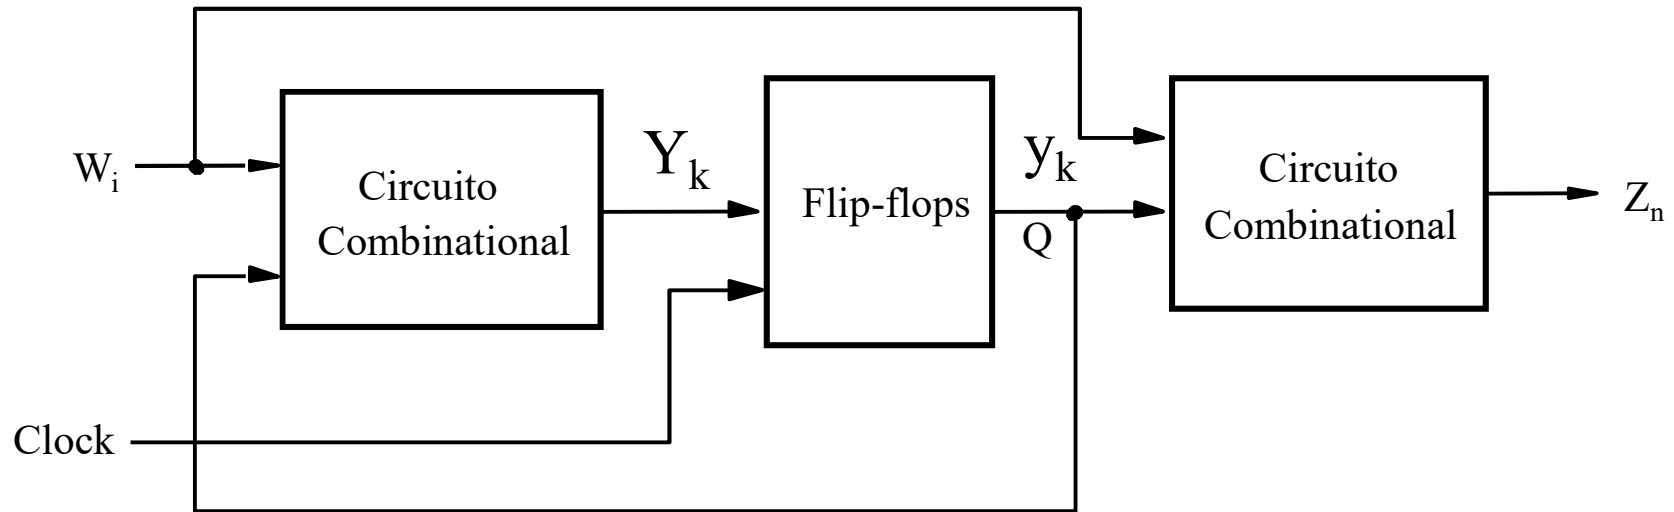 W_i
Circuito
Combinational
Y_k
Flip-flops
y_k
Q
Circuito
Combinational
Z_n
Clock